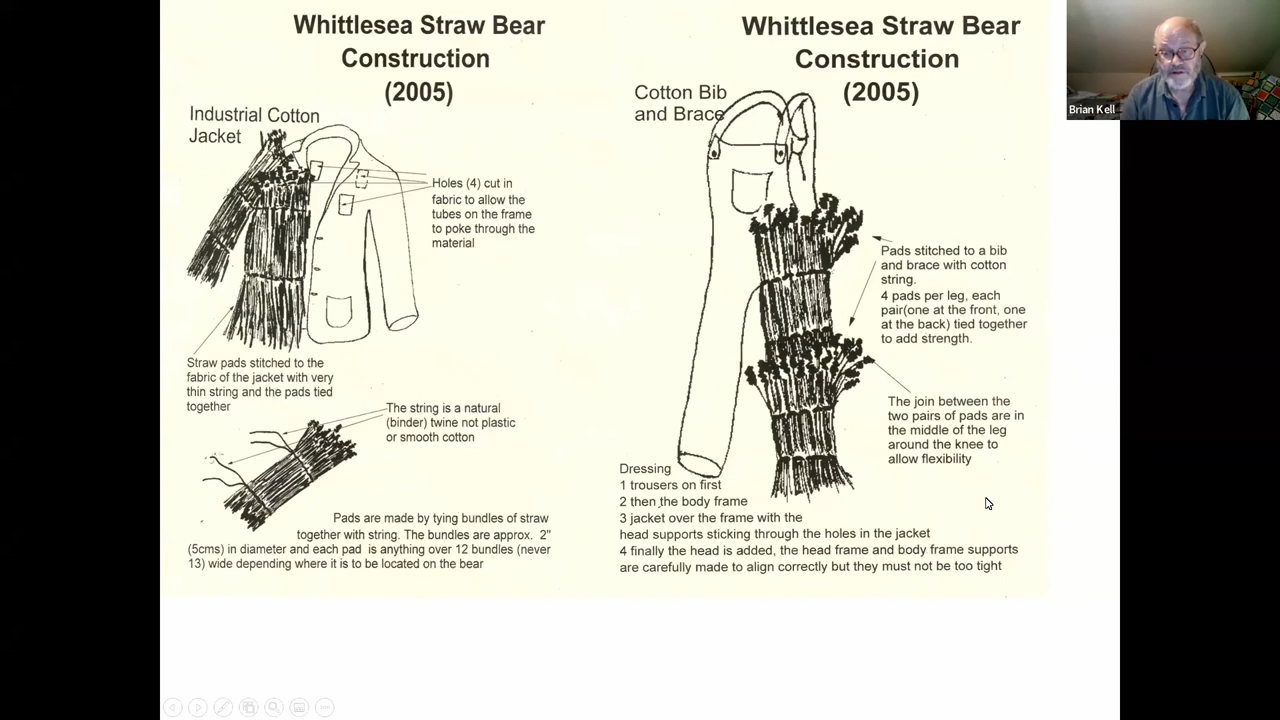 Whittlesea Straw Bear
Construction
(2005)
Industrial Cotton
Jacket
Holes (4) cut in
fabric to allow the
tubes on the frame
to poke through the
material
Straw pads stitched to the
fabric of the jacket with very
thin string and the pads tied
together
The string is a natural
(binder) twine not plastic
or smooth cotton
Pads are made by tying bundles of straw
together with string. The bundles are approx. 2"
(5cms) in diameter and each pad is anything over 12 bundles (never
13) wide depending where it is to be located on the bear
Whittlesea Straw Bear
Construction
(2005)
Cotton Bib
and Brace
Pads stitched to a bib
and brace with cotton
string.
4 pads per leg, each
pair(one at the front, one
at the back) tied together
to add strength.
The join between the
two pairs of pads are in
the middle of the leg
around the knee to
allow flexibility
Dressing
1 trousers on first
2 then the body frame
3 jacket over the frame with the
head supports sticking through the holes in the jacket
4 finally the head is added, the head frame and body frame supports
are carefully made to align correctly but they must not be too tight
Brian Kell